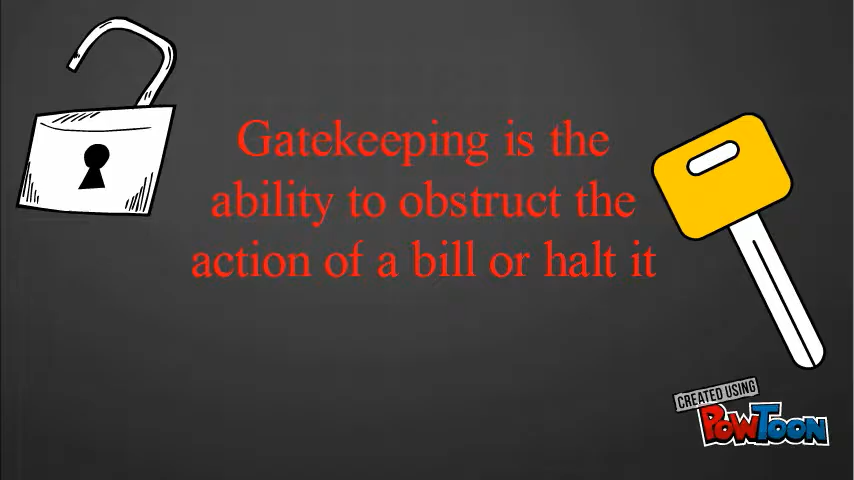 Gatekeeping is the
ability to obstruct the
action of a bill or halt it
CREATED USING
POWTOON